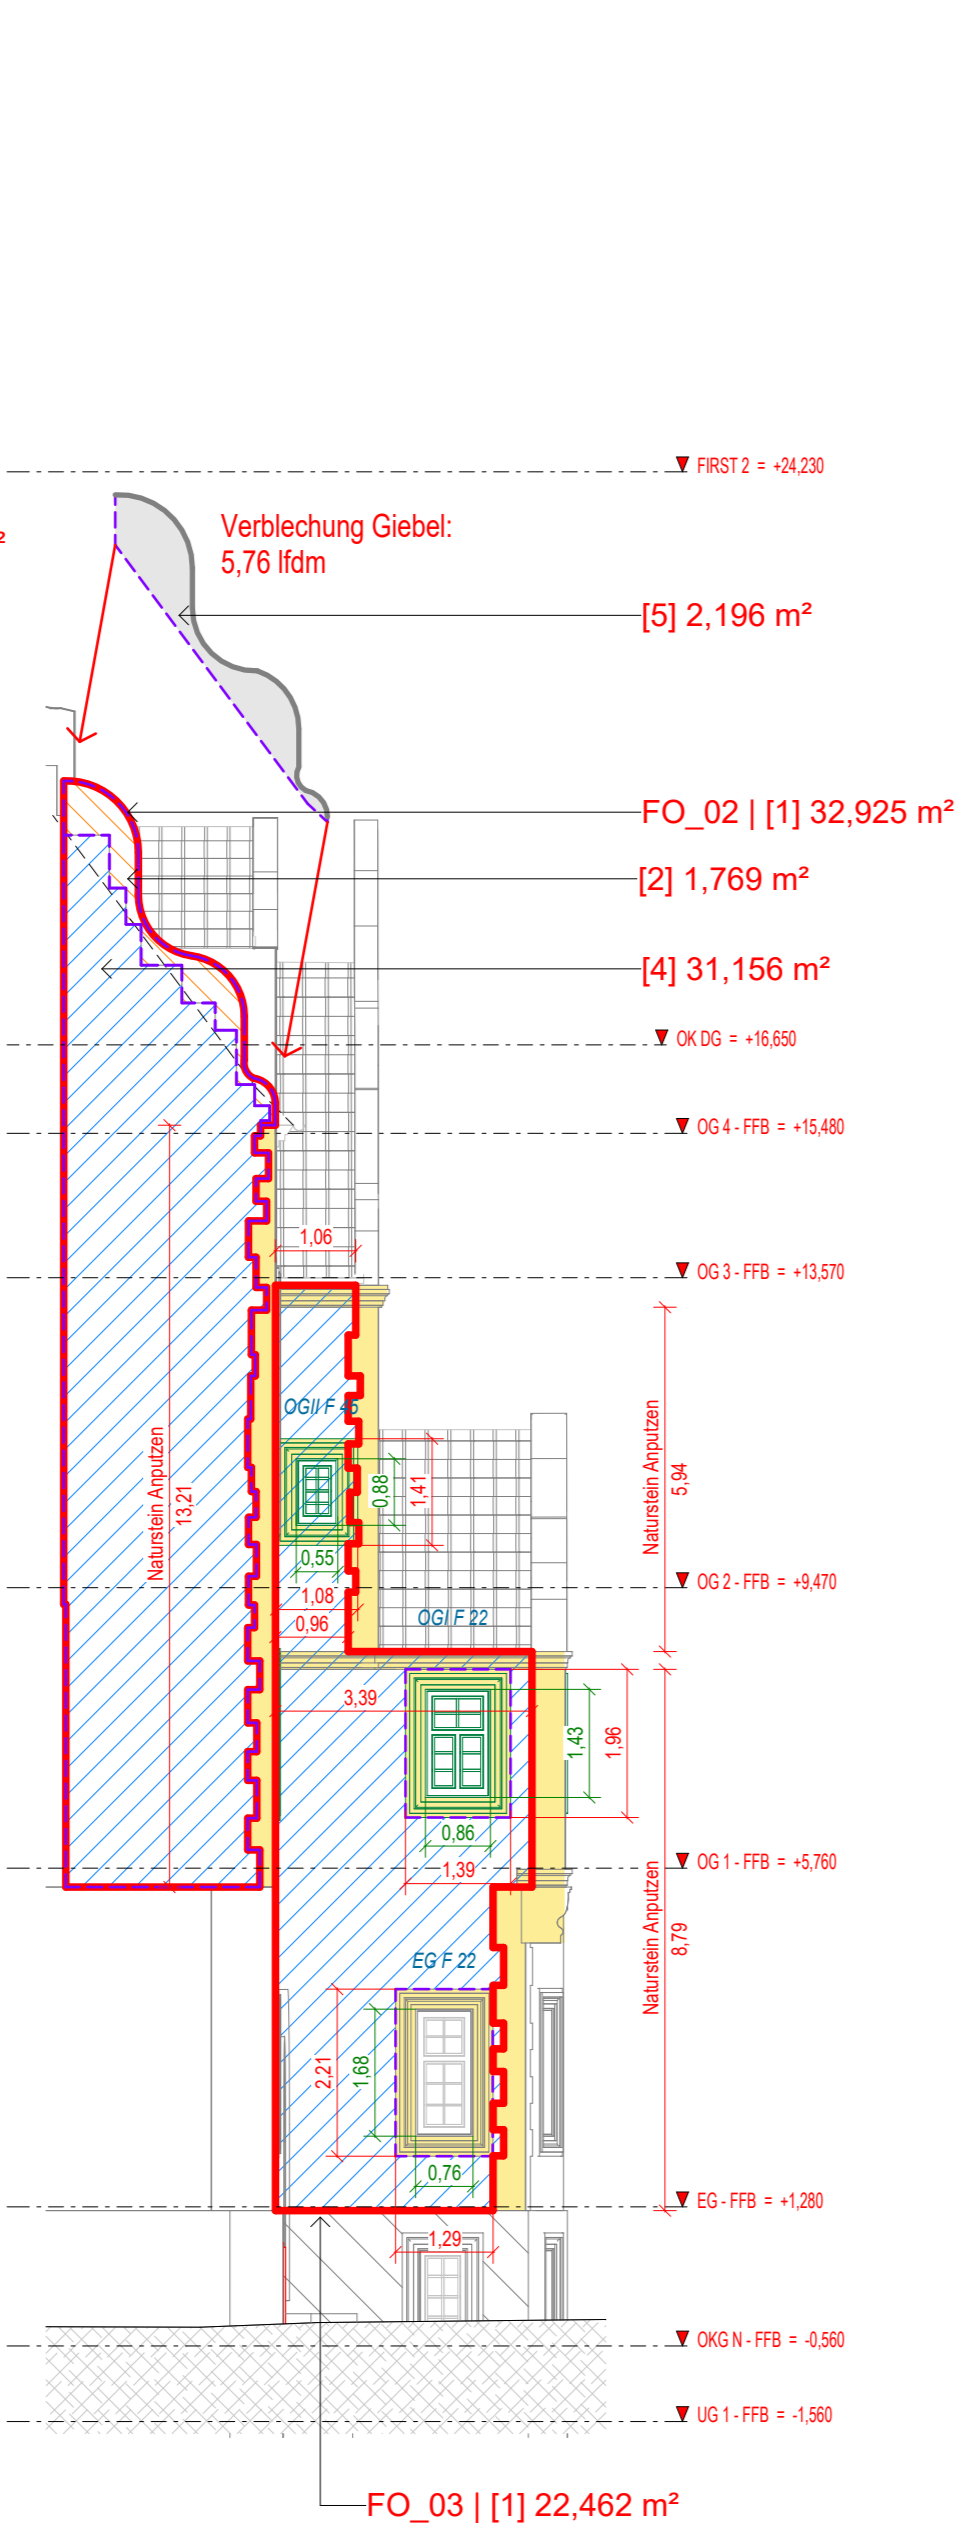 FIRST 2 = +24,230
²
Verblechung Giebel:
5,76 lfdm
[5] 2,196 m²
FO_02 | [1] 32,925 m²
[2] 1,769 m²
[4] 31,156 m²
OK DG = +16,650
OG 4 - FFB = +15,480
1,06
OG 3 - FFB = +13,570
OGII F 45
Naturstein Anputzen
13,21
0,88
1,41
Naturstein Anputzen
5,94
0,55
OG 2 - FFB = +9,470
1,08
OGI F 22
0,96
3,39
1,43
1,96
0,86
OG 1 - FFB = +5,760
1,39
Naturstein Anputzen
8,79
EG F 22
2,21
1,68
0,76
EG - FFB = +1,280
1,29
OKG N - FFB = -0,560
UG 1 - FFB = -1,560
FO_03 | [1] 22,462 m²